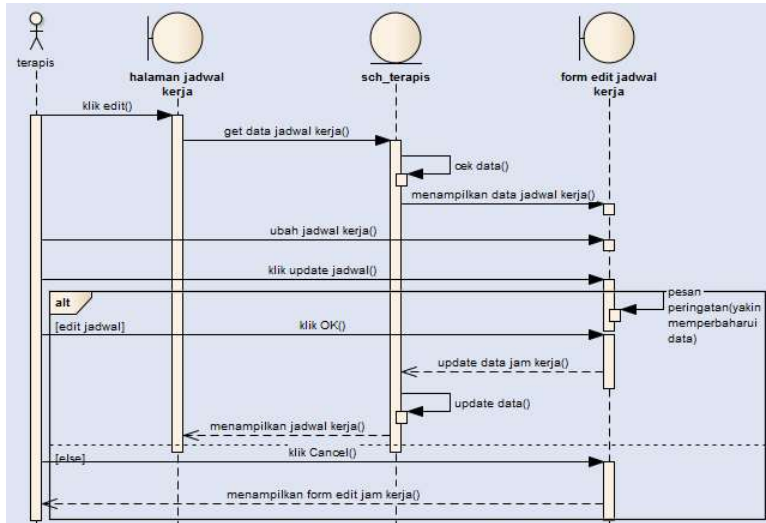 terapis
halaman jadwal
kerja
sch_terapis
form edit jadwal
kerja
klik edit()
get data jadwal kerja()
cek data()
menampilkan data jadwal kerja()
ubah jadwal kerja()
klik update jadwal()
alt
pesan
peringatan(yakin
memperbaharui
data)
[edit jadwal]
klik OK()
update data jam kerja()
update data()
menampilkan jadwal kerja()
[else]
klik Cancel()
menampilkan form edit jam kerja()